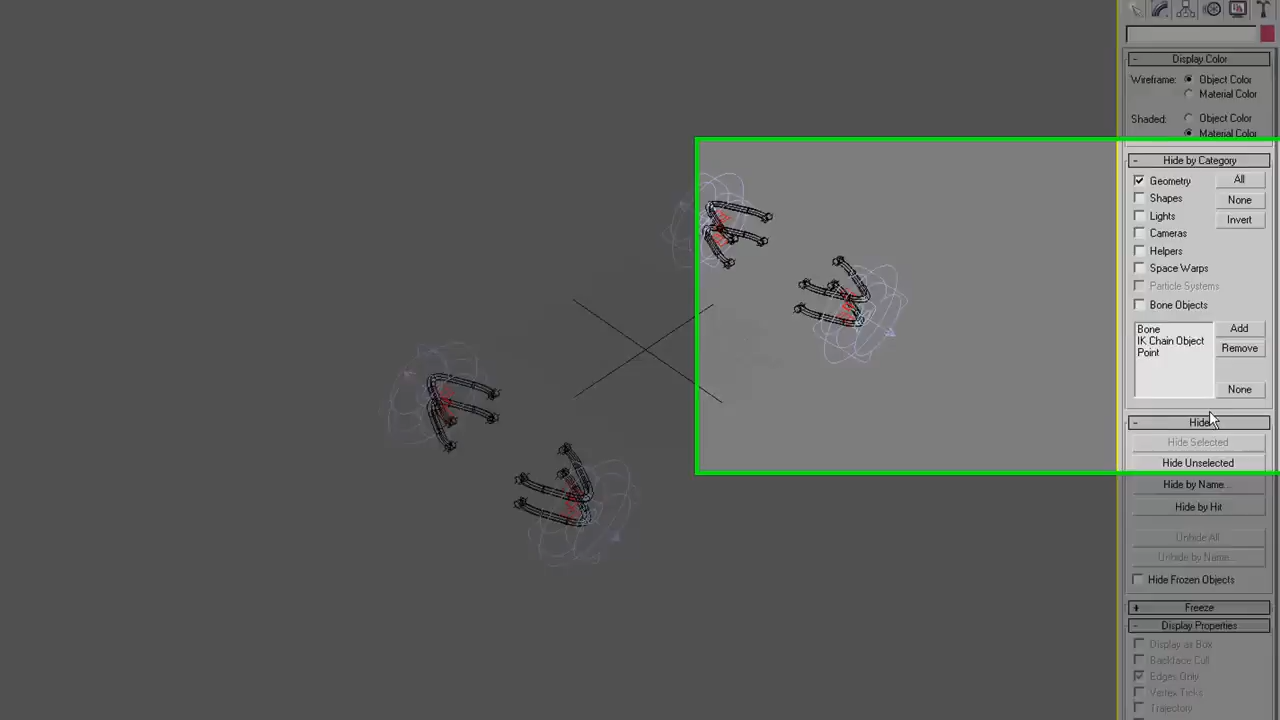 - Display Color
Wireframe: Object Color
Material Color
Shaded: Object Color
Material Color
- Hide by Category
Geometry All
Shapes None
Lights Invert
Cameras
Helpers
Space Warps
Particle Systems
Bone Objects
Bone Add
IK Chain Object Remove
Point
None
- Hide
Hide Selected
Hide Unselected
Hide by Name...
Hide by Hit
Unhide All
Unhide by Name...
Hide Frozen Objects
+ Freeze
- Display Properties
Display as Box
Backface Cull
Edges Only
Vertex Ticks
Trajectory